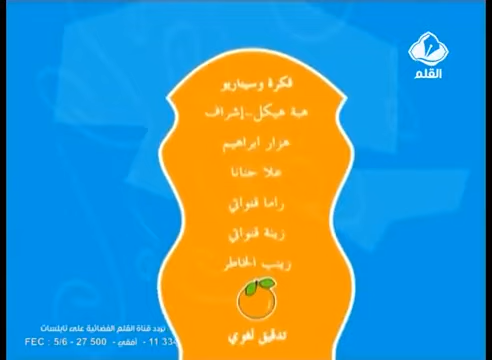 القلم
فكرة وسيناريو
هبة هيكل..إشراف
هزار ابراهيم
علا حنانا
راما قنواتي
زينة قنواتي
زينب الخاطر
تدقيق لغوي
تردد قناة القلم الفضائية على نايلسات
11 334 - أفقي - 27 500 - FEC : 5/6